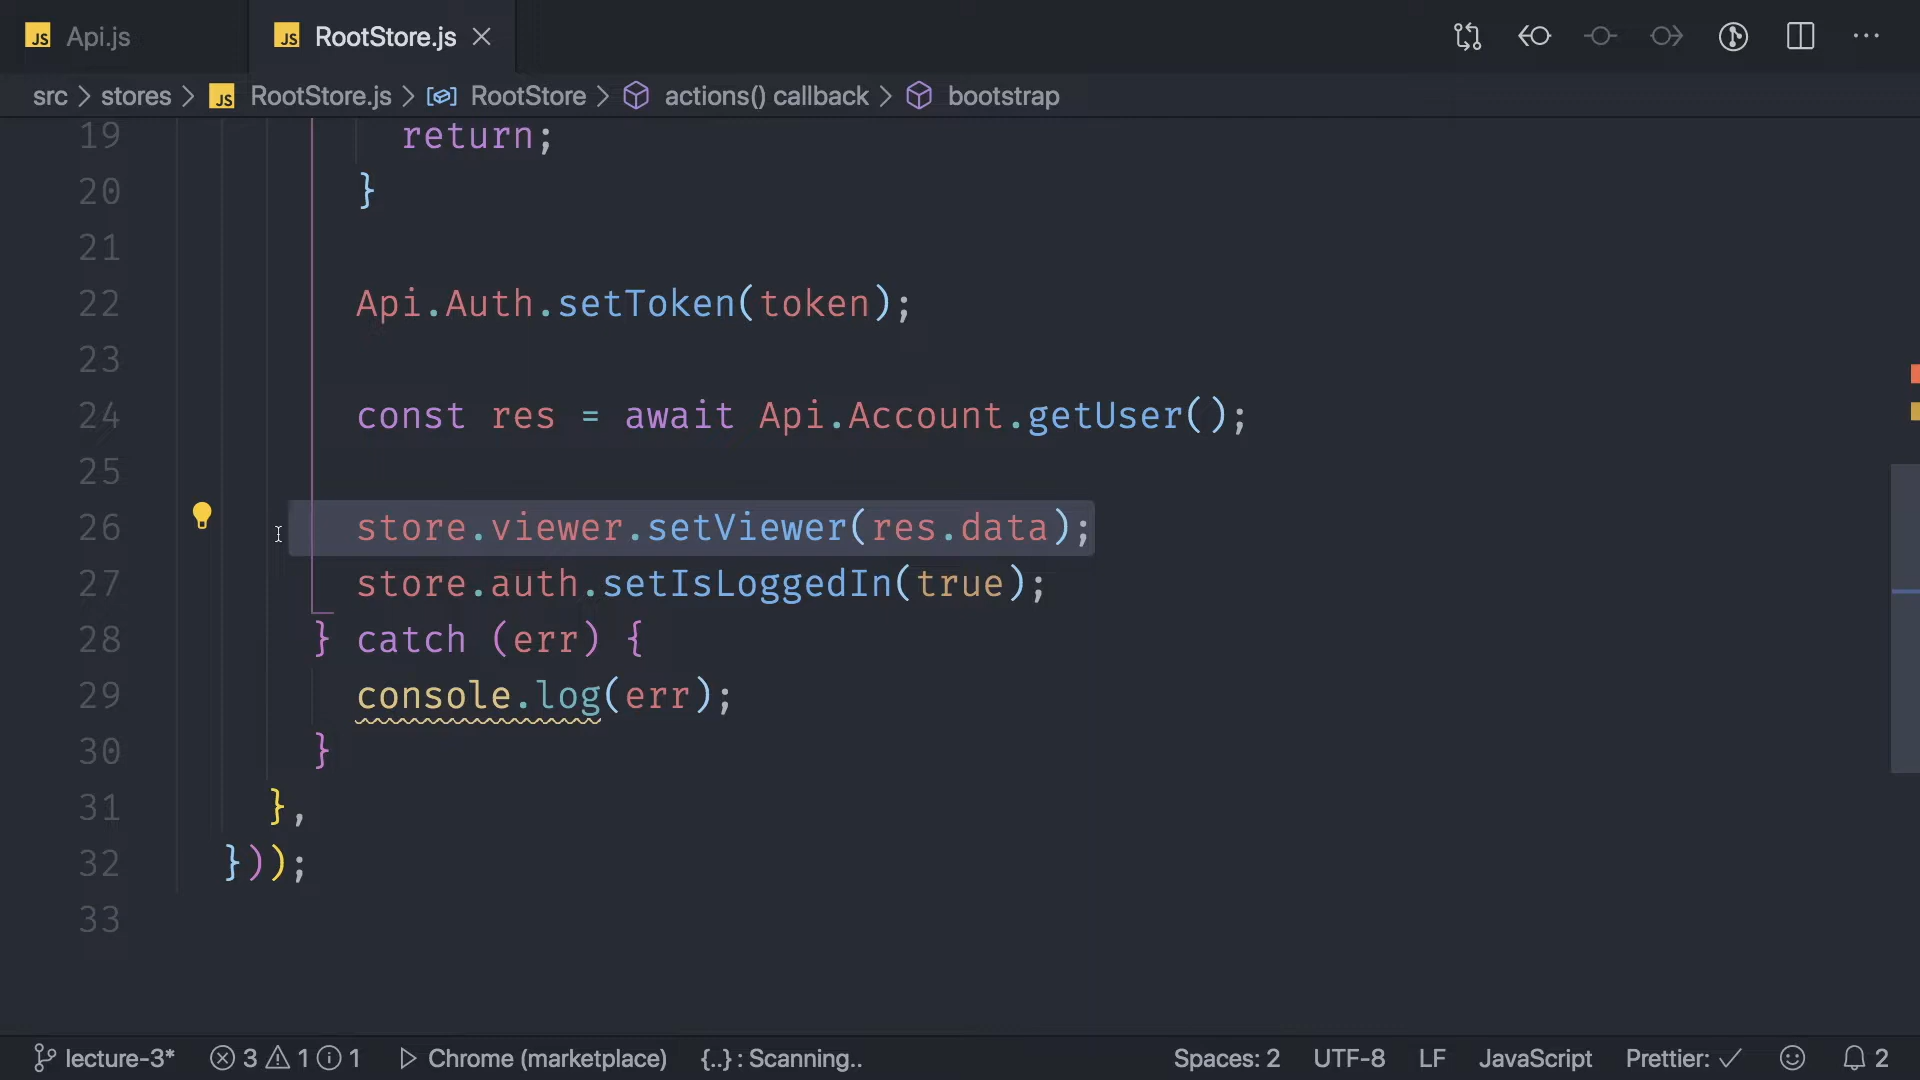 JS Api.js JS RootStore.js
src > stores > JS RootStore.js > RootStore > actions() callback > bootstrap
19 return;
20 }
21
22 Api.Auth.setToken(token);
23
24 const res = await Api.Account.getUser();
25
26 store.viewer.setViewer(res.data);
27 store.auth.setIsLoggedIn(true);
28 } catch (err) {
29 console.log(err);
30 }
31 },
32 }));
33
lecture-3* 3 1 1 Chrome (marketplace) {..} : Scanning.. Spaces: 2 UTF-8 LF JavaScript Prettier: ✓ 2